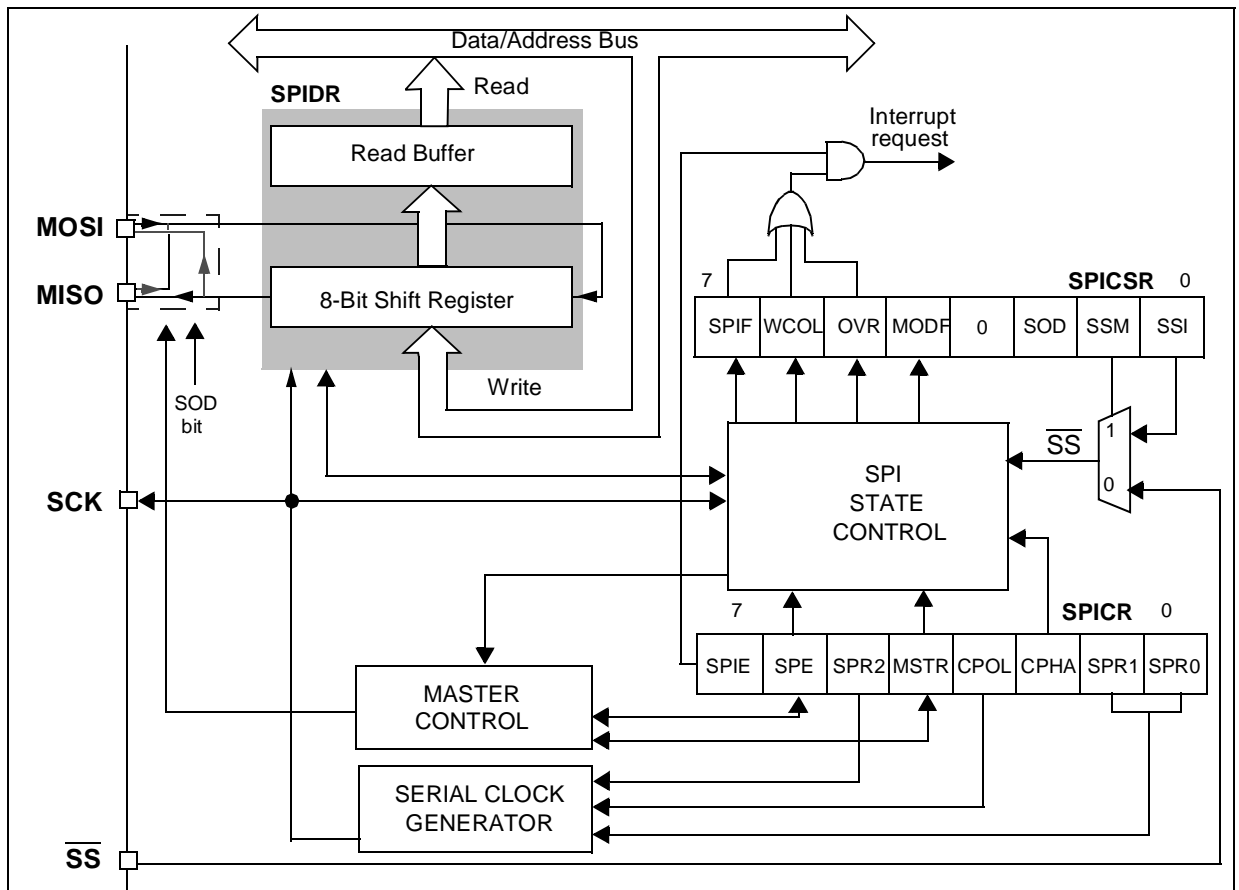 Data/Address Bus
SPIDR
Read
Read Buffer
Interrupt
request
MOSI
MISO
8-Bit Shift Register
7
SPICSR
0
SPIF
WCOL
OVR
MODF
0
SOD
SSM
SSI
Write
SOD
bit
1
0
SS
SCK
SPI
STATE
CONTROL
7
SPICR
0
SPIE
SPE
SPR2
MSTR
CPOL
CPHA
SPR1
SPR0
MASTER
CONTROL
SERIAL CLOCK
GENERATOR
SS